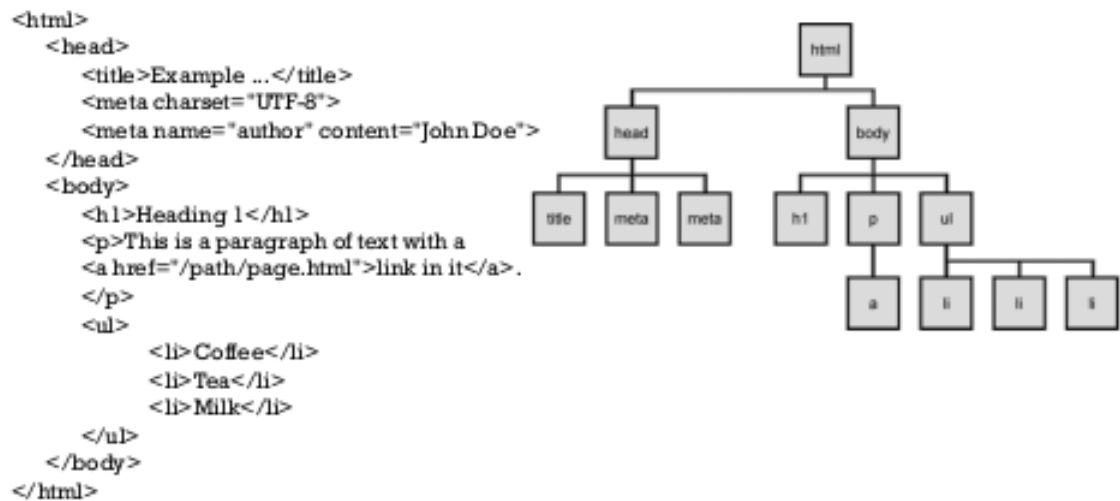 <html>
<head>
<title>Example ...</title>
<meta charset="UTF-8">
<meta name="author" content="John Doe">
</head>
<body>
<h1>Heading 1</h1>
<p>This is a paragraph of text with a
<a href="/path/page.html">link in it</a>.
</p>
<ul>
<li>Coffee</li>
<li>Tea</li>
<li>Milk</li>
</ul>
</body>
</html>
html
head body
title meta meta h1 p ul
a li li li